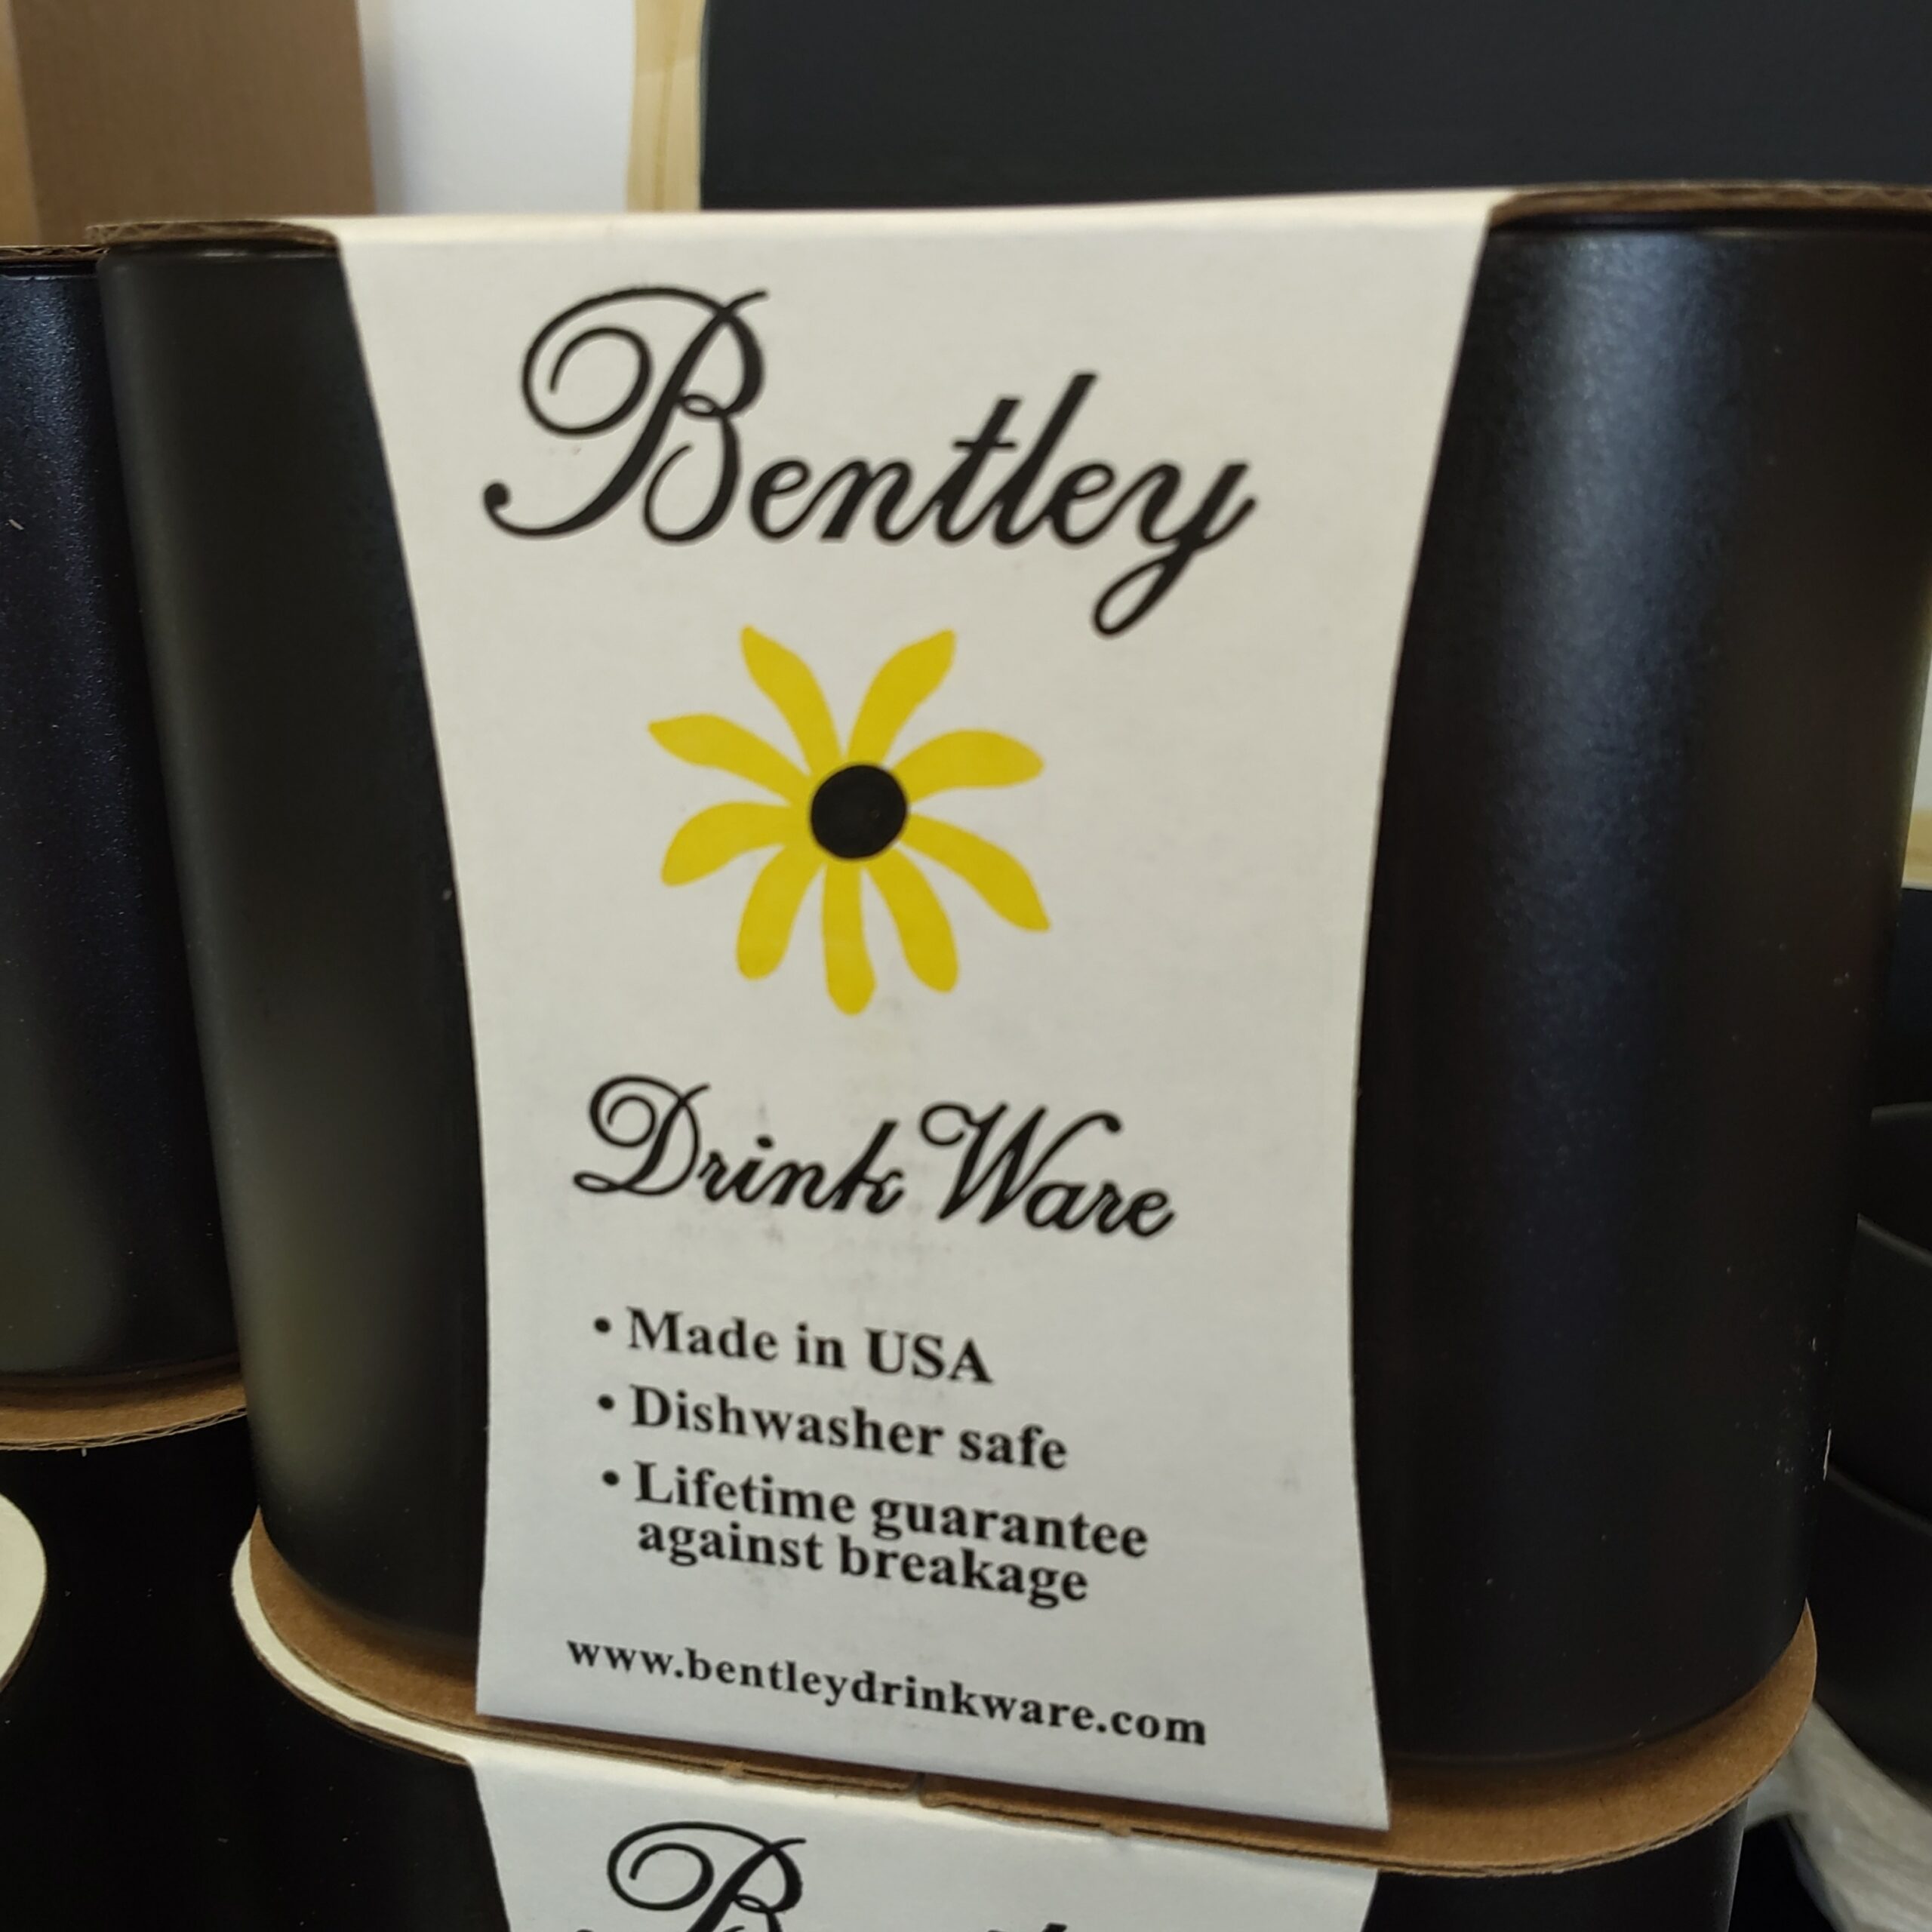 Bentley
Drink Ware
• Made in USA
• Dishwasher safe
• Lifetime guarantee
against breakage
www.bentleydrinkware.com